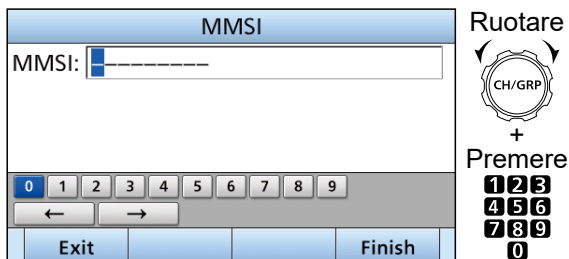 MMSI
MMSI: –––––––––
0 1 2 3 4 5 6 7 8 9
← →
Exit Finish
Ruotare
CH/GRP
+
Premere
1 2 3
4 5 6
7 8 9
0